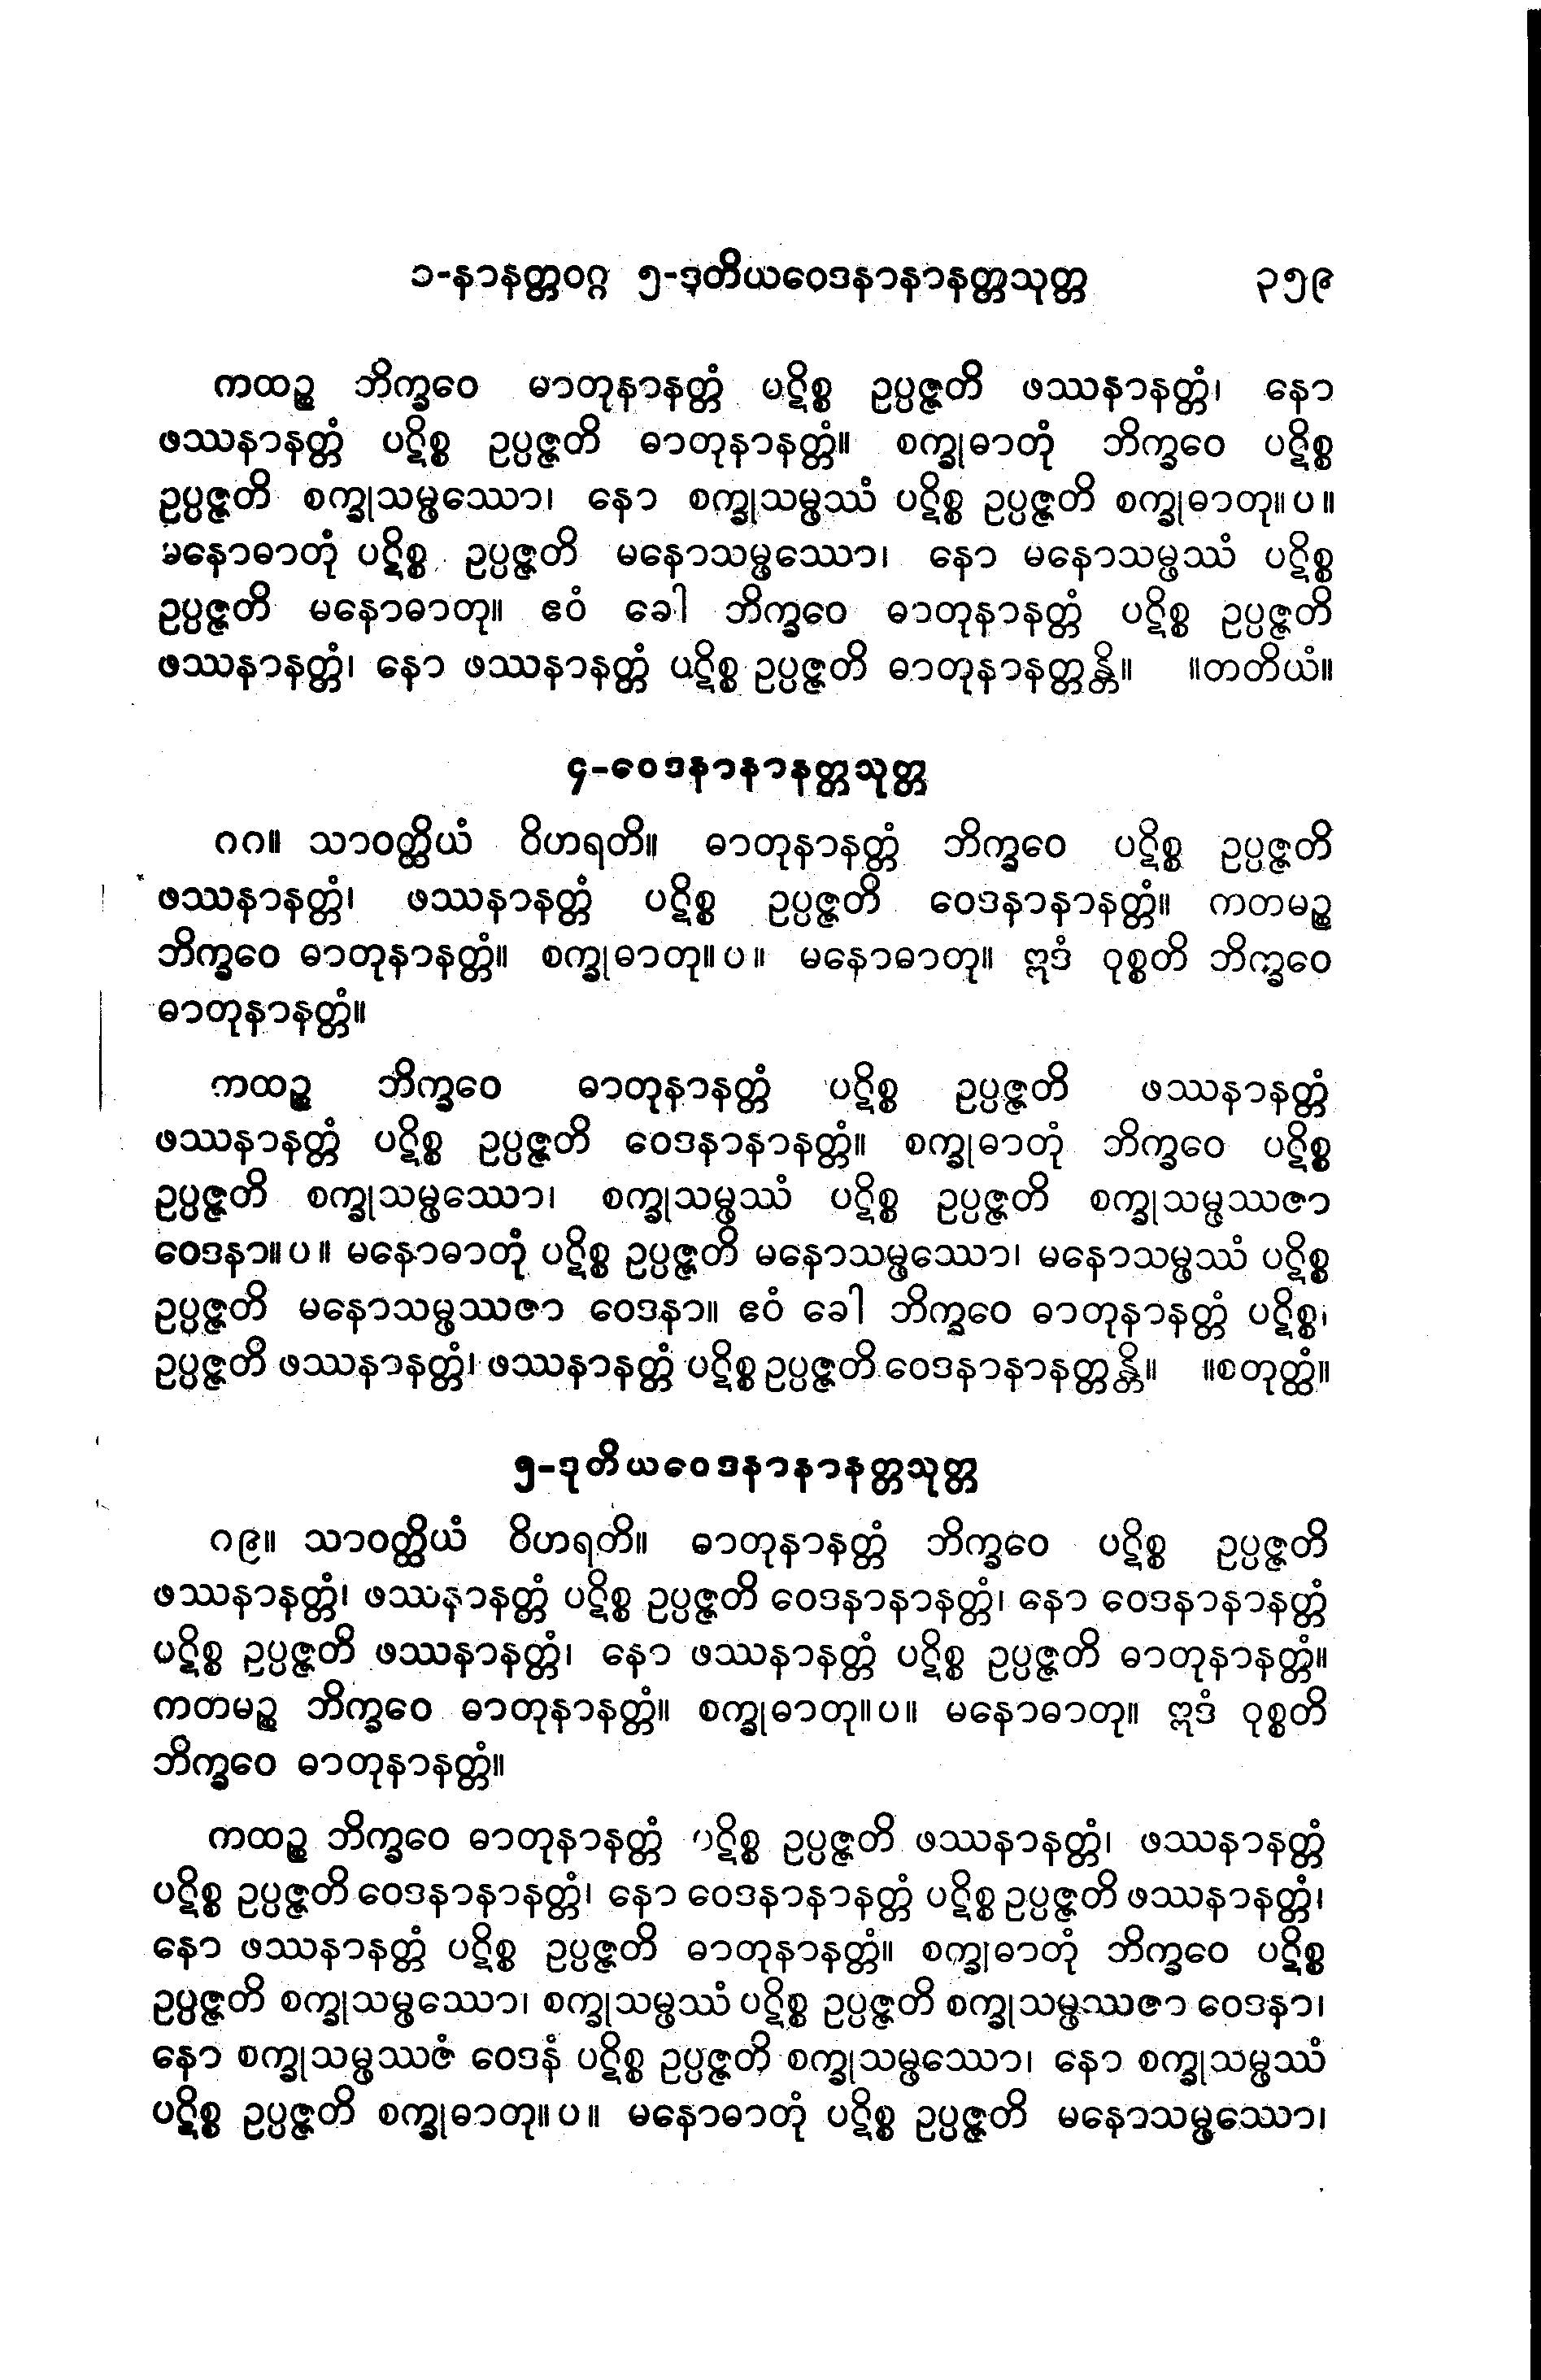 ၁-နာနတ္တဝဂ္ဂ ၅-ဒုတိယဝေဒနာနာနတ္တသုတ္တ ၃၅၉
ကထဉ္စ ဘိက္ခဝေ ဓာတုနာနတ္တံ ပဋိစ္စ ဥပ္ပဇ္ဇတိ ဖဿနာနတ္တံ၊ နော
ဖဿနာနတ္တံ ပဋိစ္စ ဥပ္ပဇ္ဇတိ ဓာတုနာနတ္တံ။ စက္ခုဓာတုံ ဘိက္ခဝေ ပဋိစ္စ
ဥပ္ပဇ္ဇတိ စက္ခုသမ္ဖဿော၊ နော စက္ခုသမ္ဖဿံ ပဋိစ္စ ဥပ္ပဇ္ဇတိ စက္ခုဓာတု။ပ။
မနောဓာတုံ ပဋိစ္စ ဥပ္ပဇ္ဇတိ မနောသမ္ဖဿော၊ နော မနောသမ္ဖဿံ ပဋိစ္စ
ဥပ္ပဇ္ဇတိ မနောဓာတု။ ဧဝံ ခေါ ဘိက္ခဝေ ဓာတုနာနတ္တံ ပဋိစ္စ ဥပ္ပဇ္ဇတိ
ဖဿနာနတ္တံ၊ နော ဖဿနာနတ္တံ ပဋိစ္စ ဥပ္ပဇ္ဇတိ ဓာတုနာနတ္တန္တိ။ ။တတိယံ။
၄-ဝေဒနာနာနတ္တသုတ္တ
၈၈။ သာဝတ္ထိယံ ဝိဟရတိ။ ဓာတုနာနတ္တံ ဘိက္ခဝေ ပဋိစ္စ ဥပ္ပဇ္ဇတိ
ဖဿနာနတ္တံ၊ ဖဿနာနတ္တံ ပဋိစ္စ ဥပ္ပဇ္ဇတိ ဝေဒနာနာနတ္တံ။ ကတမဉ္စ
ဘိက္ခဝေ ဓာတုနာနတ္တံ။ စက္ခုဓာတု။ပ။ မနောဓာတု။ ဣဒံ ဝုစ္စတိ ဘိက္ခဝေ
ဓာတုနာနတ္တံ။
ကထဉ္စ ဘိက္ခဝေ ဓာတုနာနတ္တံ ပဋိစ္စ ဥပ္ပဇ္ဇတိ ဖဿနာနတ္တံ
ဖဿနာနတ္တံ ပဋိစ္စ ဥပ္ပဇ္ဇတိ ဝေဒနာနာနတ္တံ။ စက္ခုဓာတုံ ဘိက္ခဝေ ပဋိစ္စ
ဥပ္ပဇ္ဇတိ စက္ခုသမ္ဖဿော၊ စက္ခုသမ္ဖဿံ ပဋိစ္စ ဥပ္ပဇ္ဇတိ စက္ခုသမ္ဖဿဇာ
ဝေဒနာ။ပ။ မနောဓာတုံ ပဋိစ္စ ဥပ္ပဇ္ဇတိ မနောသမ္ဖဿော၊ မနောသမ္ဖဿံ ပဋိစ္စ
ဥပ္ပဇ္ဇတိ မနောသမ္ဖဿဇာ ဝေဒနာ။ ဧဝံ ခေါ ဘိက္ခဝေ ဓာတုနာနတ္တံ ပဋိစ္စ၊
ဥပ္ပဇ္ဇတိ ဖဿနာနတ္တံ၊ ဖဿနာနတ္တံ ပဋိစ္စ ဥပ္ပဇ္ဇတိ ဝေဒနာနာနတ္တန္တိ။ ။စတုတ္ထံ။
၅-ဒုတိယဝေဒနာနာနတ္တသုတ္တ
၈၉။ သာဝတ္ထိယံ ဝိဟရတိ။ ဓာတုနာနတ္တံ ဘိက္ခဝေ ပဋိစ္စ ဥပ္ပဇ္ဇတိ
ဖဿနာနတ္တံ၊ ဖဿနာနတ္တံ ပဋိစ္စ ဥပ္ပဇ္ဇတိ ဝေဒနာနာနတ္တံ၊ နော ဝေဒနာနာနတ္တံ
ပဋိစ္စ ဥပ္ပဇ္ဇတိ ဖဿနာနတ္တံ၊ နော ဖဿနာနတ္တံ ပဋိစ္စ ဥပ္ပဇ္ဇတိ ဓာတုနာနတ္တံ။
ကတမဉ္စ ဘိက္ခဝေ ဓာတုနာနတ္တံ။ စက္ခုဓာတု။ပ။ မနောဓာတု။ ဣဒံ ဝုစ္စတိ
ဘိက္ခဝေ ဓာတုနာနတ္တံ။
ကထဉ္စ ဘိက္ခဝေ ဓာတုနာနတ္တံ ပဋိစ္စ ဥပ္ပဇ္ဇတိ ဖဿနာနတ္တံ၊ ဖဿနာနတ္တံ
ပဋိစ္စ ဥပ္ပဇ္ဇတိ ဝေဒနာနာနတ္တံ၊ နော ဝေဒနာနာနတ္တံ ပဋိစ္စ ဥပ္ပဇ္ဇတိ ဖဿနာနတ္တံ၊
နော ဖဿနာနတ္တံ ပဋိစ္စ ဥပ္ပဇ္ဇတိ ဓာတုနာနတ္တံ။ စက္ခုဓာတုံ ဘိက္ခဝေ ပဋိစ္စ
ဥပ္ပဇ္ဇတိ စက္ခုသမ္ဖဿော၊ စက္ခုသမ္ဖဿံ ပဋိစ္စ ဥပ္ပဇ္ဇတိ စက္ခုသမ္ဖဿဇာ ဝေဒနာ၊
နော စက္ခုသမ္ဖဿဇံ ဝေဒနံ ပဋိစ္စ ဥပ္ပဇ္ဇတိ စက္ခုသမ္ဖဿော၊ နော စက္ခုသမ္ဖဿံ
ပဋိစ္စ ဥပ္ပဇ္ဇတိ စက္ခုဓာတု။ပ။ မနောဓာတုံ ပဋိစ္စ ဥပ္ပဇ္ဇတိ မနောသမ္ဖဿော၊